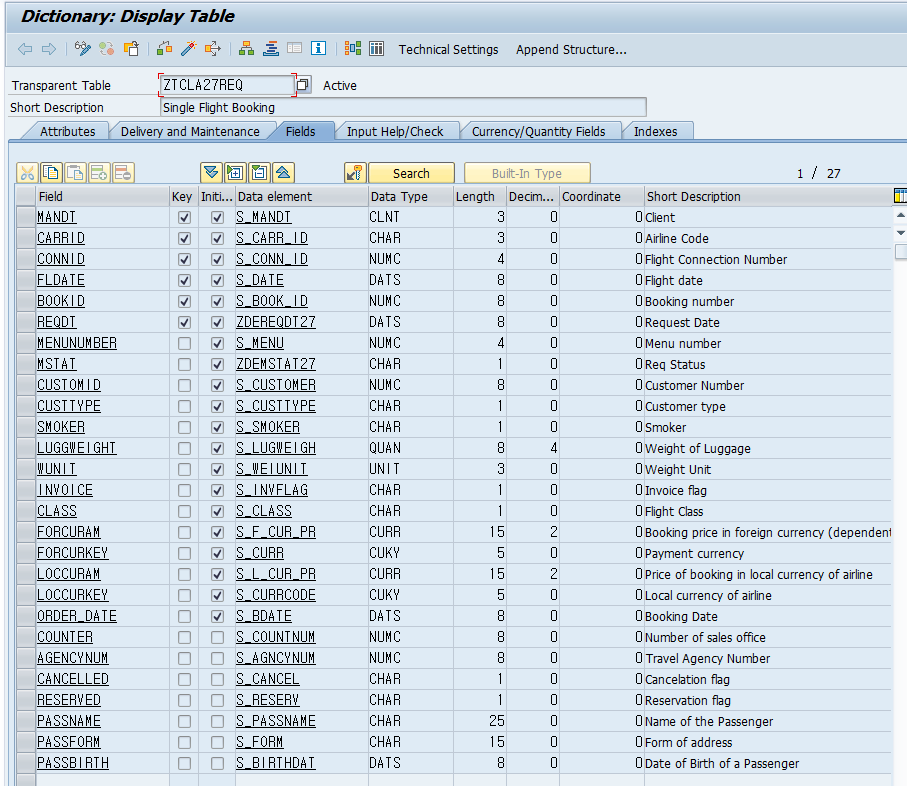 Dictionary: Display Table
Technical Settings Append Structure...
Transparent Table ZTCLA27REQ Active
Short Description Single Flight Booking
Attributes Delivery and Maintenance Fields Input Help/Check Currency/Quantity Fields Indexes
Search Built-In Type 1 / 27
Field Key Initi... Data element Data Type Length Decim... Coordinate Short Description
MANDT S_MANDT CLNT 3 0 0 Client
CARRID S_CARR_ID CHAR 3 0 0 Airline Code
CONNID S_CONN_ID NUMC 4 0 0 Flight Connection Number
FLDATE S_DATE DATS 8 0 0 Flight date
BOOKID S_BOOK_ID NUMC 8 0 0 Booking number
REQDT ZDEREQDT27 DATS 8 0 0 Request Date
MENUNUMBER S_MENU NUMC 4 0 0 Menu number
MSTAT ZDEMSTAT27 CHAR 1 0 0 Req Status
CUSTOMID S_CUSTOMER NUMC 8 0 0 Customer Number
CUSTTYPE S_CUSTTYPE CHAR 1 0 0 Customer type
SMOKER S_SMOKER CHAR 1 0 0 Smoker
LUGGWEIGHT S_LUGWEIGH QUAN 8 4 0 Weight of Luggage
WUNIT S_WEIUNIT UNIT 3 0 0 Weight Unit
INVOICE S_INVFLAG CHAR 1 0 0 Invoice flag
CLASS S_CLASS CHAR 1 0 0 Flight Class
FORCURAM S_F_CUR_PR CURR 15 2 0 Booking price in foreign currency (dependent
FORCURKEY S_CURR CUKY 5 0 0 Payment currency
LOCCURAM S_L_CUR_PR CURR 15 2 0 Price of booking in local currency of airline
LOCCURKEY S_CURRCODE CUKY 5 0 0 Local currency of airline
ORDER_DATE S_BDATE DATS 8 0 0 Booking Date
COUNTER S_COUNTNUM NUMC 8 0 0 Number of sales office
AGENCYNUM S_AGNCYNUM NUMC 8 0 0 Travel Agency Number
CANCELLED S_CANCEL CHAR 1 0 0 Cancelation flag
RESERVED S_RESERV CHAR 1 0 0 Reservation flag
PASSNAME S_PASSNAME CHAR 25 0 0 Name of the Passenger
PASSFORM S_FORM CHAR 15 0 0 Form of address
PASSBIRTH S_BIRTHDAT DATS 8 0 0 Date of Birth of a Passenger